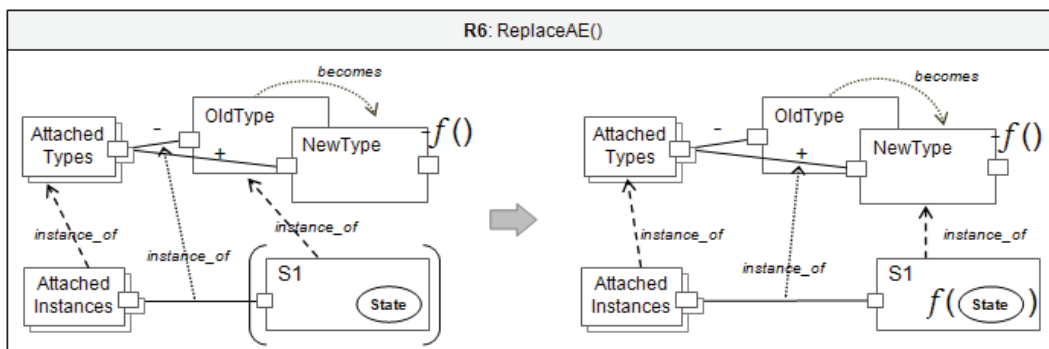 R6: ReplaceAE()
becomes
OldType
-
Attached
Types
+
NewType
f()
instance_of
instance_of
instance_of
Attached
Instances
S1
State
becomes
OldType
-
Attached
Types
+
NewType
f()
instance_of
instance_of
instance_of
Attached
Instances
S1
f( State )